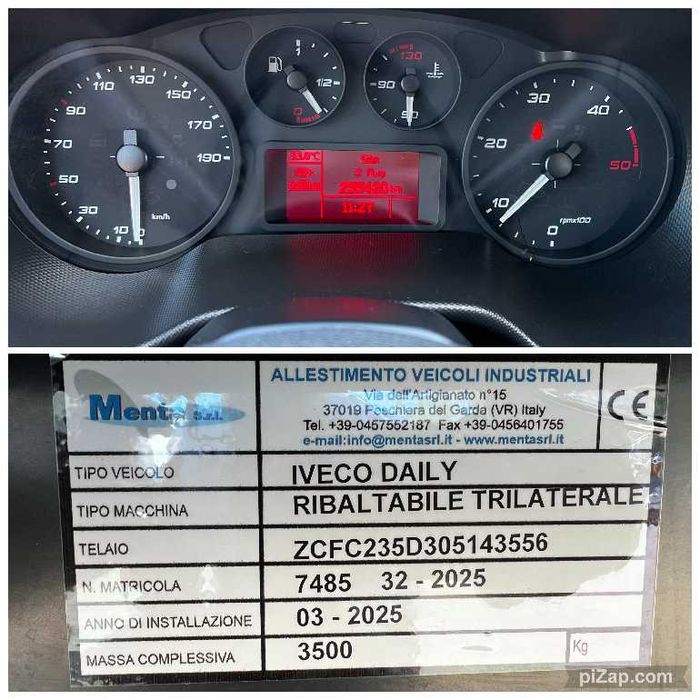 10
30
50
70
90
110
130
150
170
190
km/h
0
1/2
1
90
130
0
10
20
30
40
50
rpmx100
11:27
Menta S.r.l.
ALLESTIMENTO VEICOLI INDUSTRIALI
Via dell'Artigianato n°15
37019 Peschiera del Garda (VR) Italy
Tel. +39-0457552187 Fax +39-0456401755
e-mail:info@mentasrl.it - www.mentasrl.it
CE
TIPO VEICOLO IVECO DAILY
TIPO MACCHINA RIBALTABILE TRILATERALE
TELAIO ZCFC235D305143556
N. MATRICOLA 7485 32 - 2025
ANNO DI INSTALLAZIONE 03 - 2025
MASSA COMPLESSIVA 3500 Kg
piZap.com